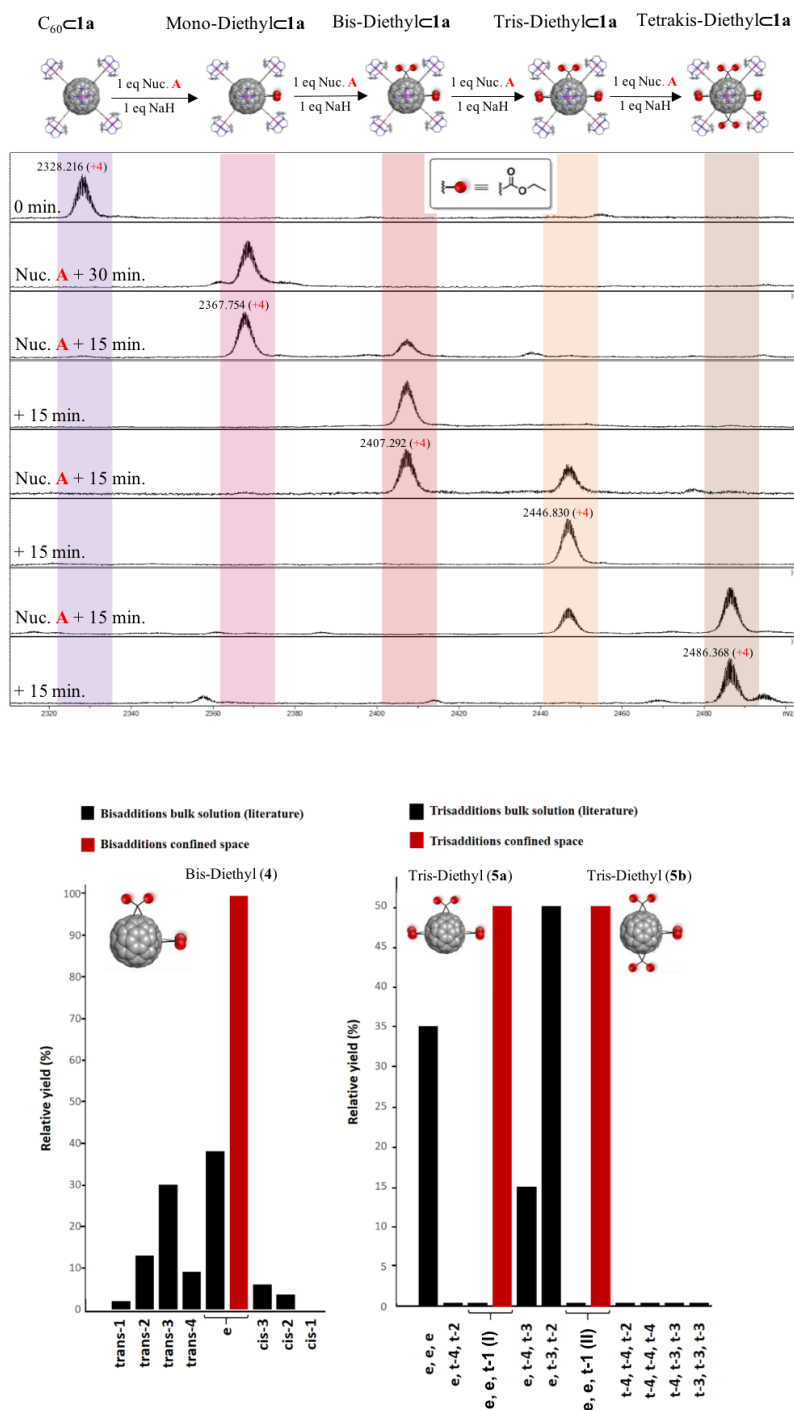 C60⊂1a Mono-Diethyl⊂1a Bis-Diethyl⊂1a Tris-Diethyl⊂1a Tetrakis-Diethyl⊂1a
1 eq Nuc. A 1 eq Nuc. A 1 eq Nuc. A 1 eq Nuc. A
1 eq NaH 1 eq NaH 1 eq NaH 1 eq NaH
2328.216 (+4)
0 min.
= O O
Nuc. A + 30 min.
2367.754 (+4)
Nuc. A + 15 min.
+ 15 min.
2407.292 (+4)
Nuc. A + 15 min.
2446.830 (+4)
+ 15 min.
Nuc. A + 15 min.
2486.368 (+4)
+ 15 min.
2320 2340 2360 2380 2400 2420 2440 2460 2480 m/z
Bisadditions bulk solution (literature)
Bisadditions confined space
Bis-Diethyl (4)
Relative yield (%)
100
90
80
70
60
50
40
30
20
10
0
trans-1
trans-2
trans-3
trans-4
e
cis-3
cis-2
cis-1
Trisadditions bulk solution (literature)
Trisadditions confined space
Tris-Diethyl (5a) Tris-Diethyl (5b)
Relative yield (%)
50
45
40
35
30
25
20
15
10
5
0
e, e, e
e, t-4, t-2
e, e, t-1 (I)
e, t-4, t-3
e, t-3, t-2
e, e, t-1 (II)
t-4, t-4, t-2
t-4, t-4, t-4
t-4, t-3, t-3
t-3, t-3, t-3